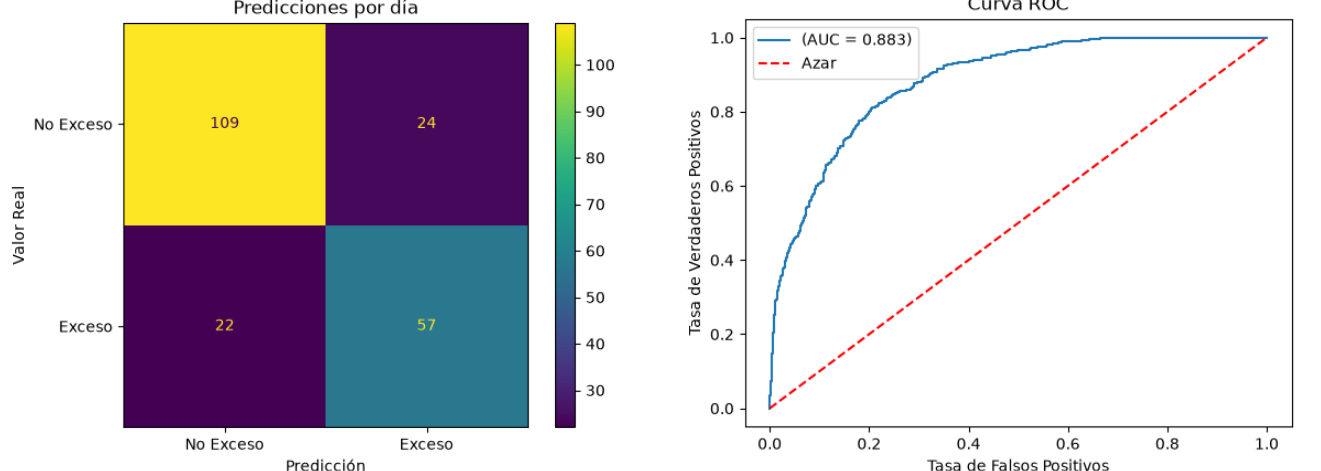 Predicciones por día
Valor Real
No Exceso
Exceso
109
24
22
57
No Exceso
Exceso
Predicción
100
90
80
70
60
50
40
30
Curva ROC
Tasa de Verdaderos Positivos
1.0
0.8
0.6
0.4
0.2
0.0
(AUC = 0.883)
Azar
0.0
0.2
0.4
0.6
0.8
1.0
Tasa de Falsos Positivos